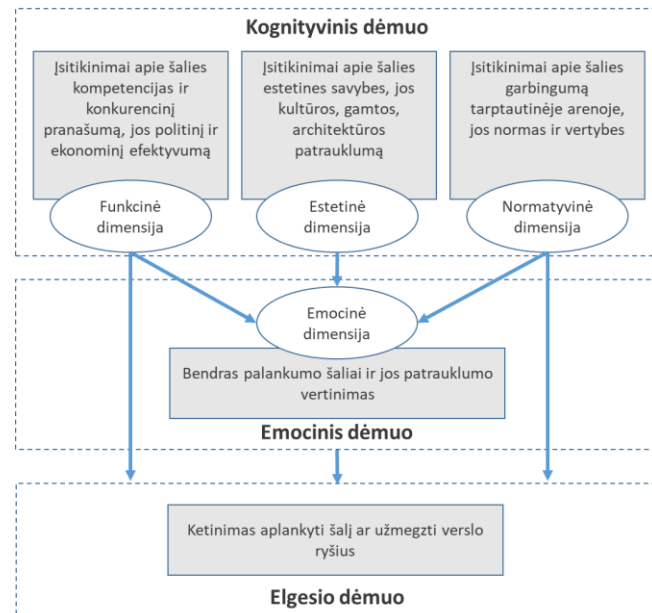 Kognityvinis dėmuo
Įsitikinimai apie šalies
kompetencijas ir
konkurencinį
pranašumą, jos politinį ir
ekonominį efektyvumą
Funkcinė
dimensija
Įsitikinimai apie šalies
estetines savybes, jos
kultūros, gamtos,
architektūros
patrauklumą
Estetinė
dimensija
Įsitikinimai apie šalies
garbingumą
tarptautinėje arenoje,
jos normas ir vertybes
Normatyvinė
dimensija
Emocinė
dimensija
Bendras palankumo šaliai ir jos patrauklumo
vertinimas
Emocinis dėmuo
Ketinimas aplankyti šalį ar užmegzti verslo
ryšius
Elgesio dėmuo